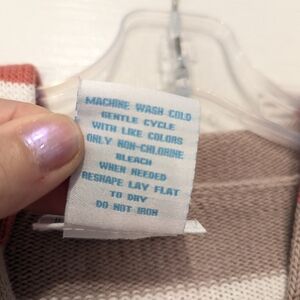 MACHINE WASH COLD
GENTLE CYCLE
WITH LIKE COLORS
ONLY NON-CHLORINE
BLEACH
WHEN NEEDED
RESHAPE LAY FLAT
TO DRY
DO NOT IRON